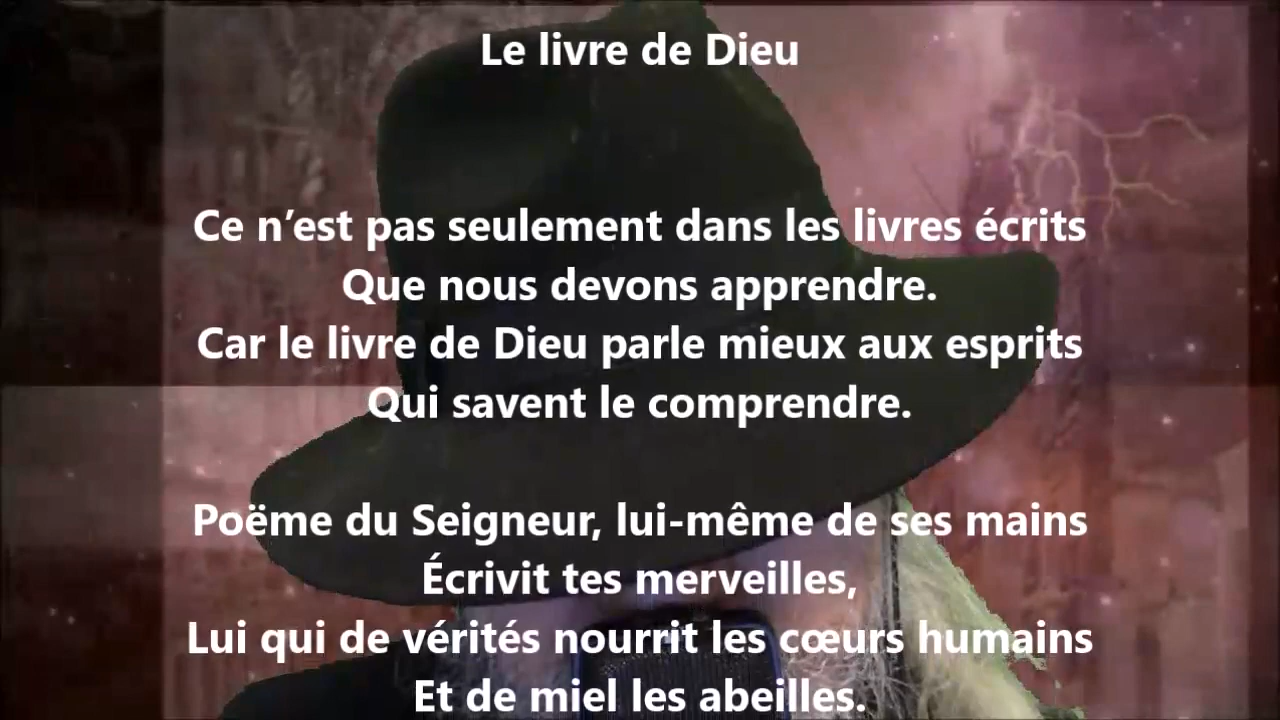 Le livre de Dieu
Ce n’est pas seulement dans les livres écrits
Que nous devons apprendre.
Car le livre de Dieu parle mieux aux esprits
Qui savent le comprendre.
Poëme du Seigneur, lui-même de ses mains
Écrivit tes merveilles,
Lui qui de vérités nourrit les cœurs humains
Et de miel les abeilles.